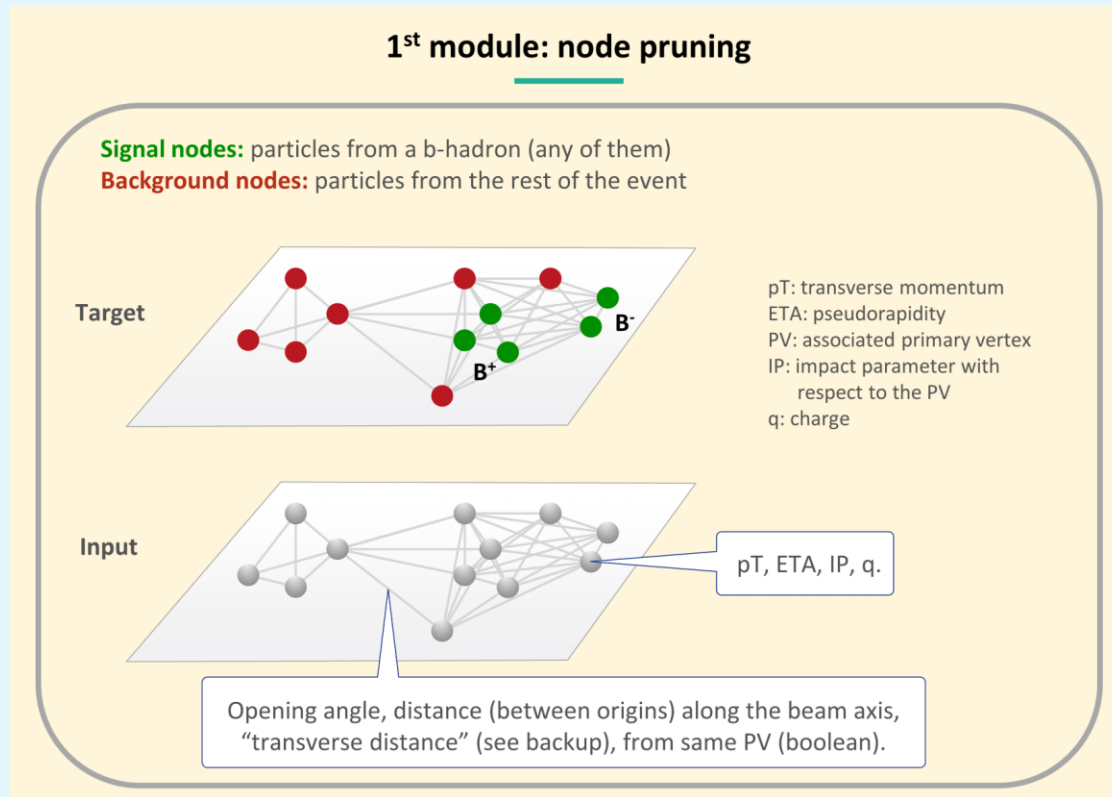 1st module: node pruning
Signal nodes: particles from a b-hadron (any of them)
Background nodes: particles from the rest of the event
Target
B-
B+
pT: transverse momentum
ETA: pseudorapidity
PV: associated primary vertex
IP: impact parameter with
respect to the PV
q: charge
Input
pT, ETA, IP, q.
Opening angle, distance (between origins) along the beam axis,
“transverse distance” (see backup), from same PV (boolean).